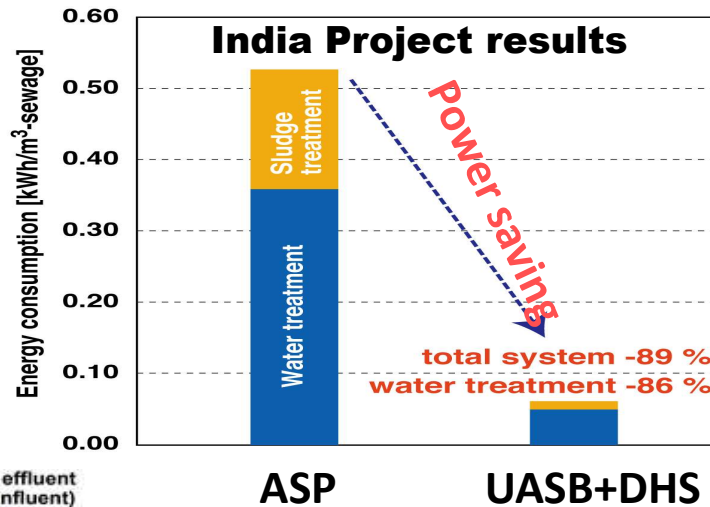 India Project results
0.60
0.50
0.40
0.30
0.20
0.10
0.00
Energy consumption [kWh/m³-sewage]
Sludge
treatment
Water treatment
Power saving
total system -89 %
water treatment -86 %
effluent
nfluent)
ASP
UASB+DHS